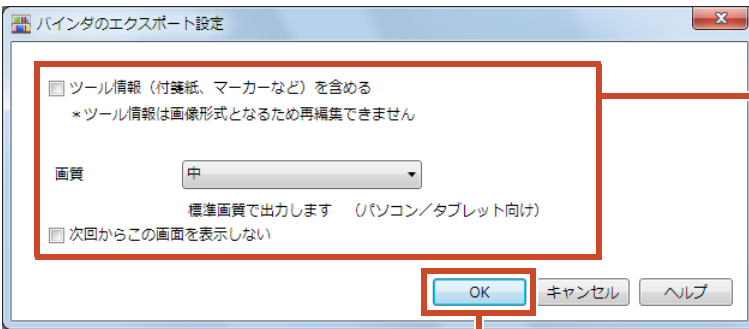 バインダのエクスポート設定
ツール情報（付箋紙、マーカーなど）を含める
*ツール情報は画像形式となるため再編集できません
画質 中
標準画質で出力します （パソコン／タブレット向け）
次回からこの画面を表示しない
OK キャンセル ヘルプ